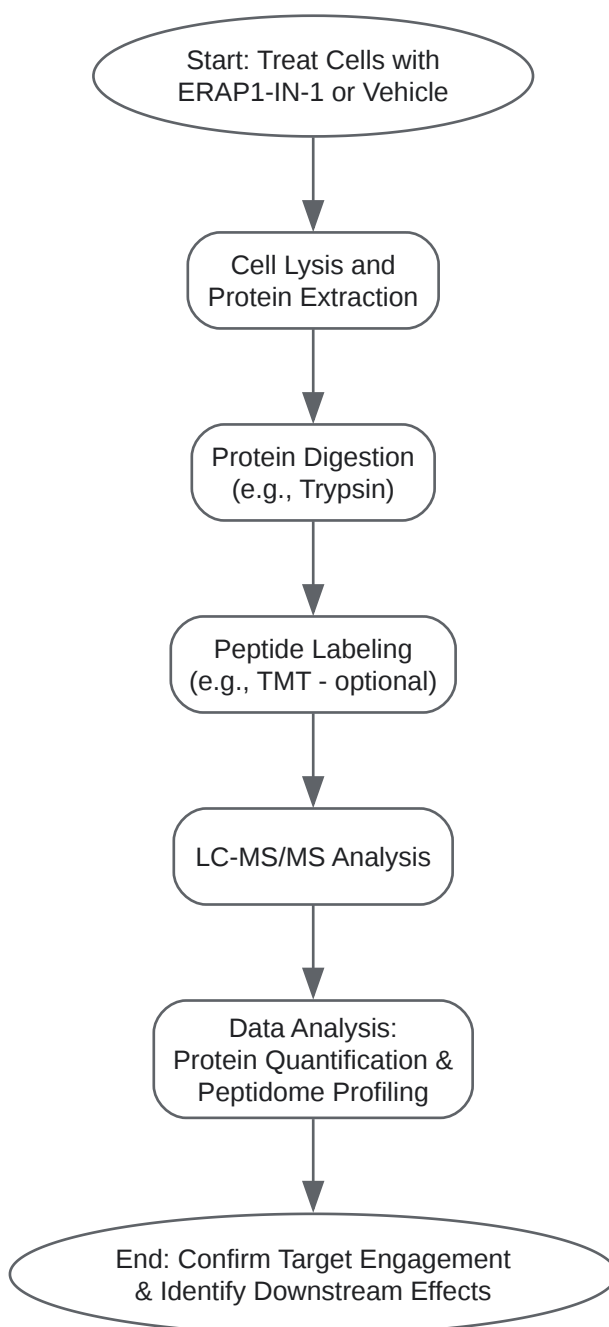 Start: Treat Cells with
ERAP1-IN-1 or Vehicle
Cell Lysis and
Protein Extraction
Protein Digestion
(e.g., Trypsin)
Peptide Labeling
(e.g., TMT - optional)
LC-MS/MS Analysis
Data Analysis:
Protein Quantification &
Peptidome Profiling
End: Confirm Target Engagement
& Identify Downstream Effects